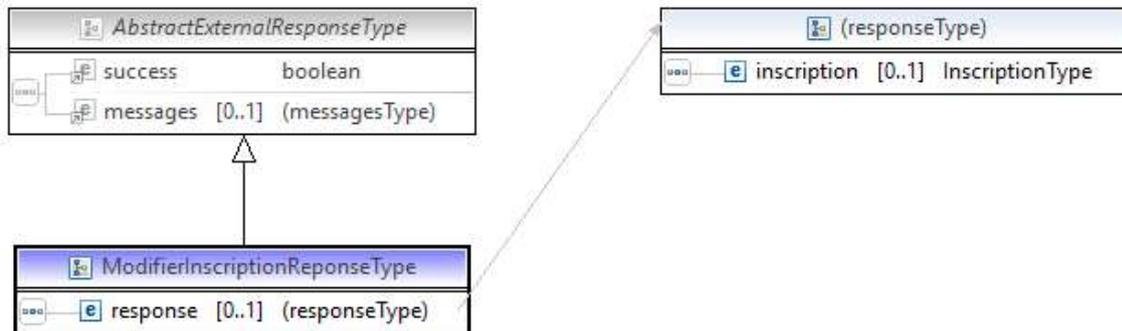 AbstractExternalResponseType
success boolean
messages [0..1] (messagesType)
(responseType)
inscription [0..1] InscriptionType
ModifierInscriptionReponseType
response [0..1] (responseType)